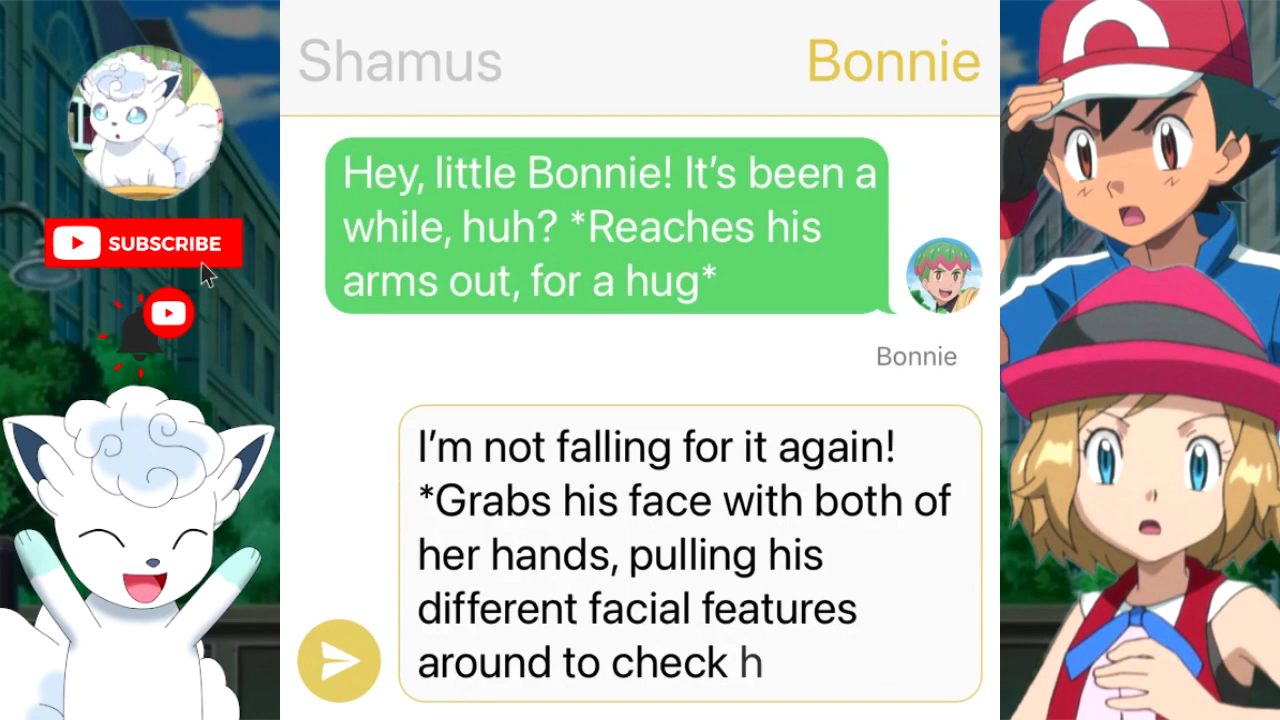 Shamus
Bonnie
SUBSCRIBE
Hey, little Bonnie! It’s been a
while, huh? *Reaches his
arms out, for a hug*
Bonnie
I’m not falling for it again!
*Grabs his face with both of
her hands, pulling his
different facial features
around to check h